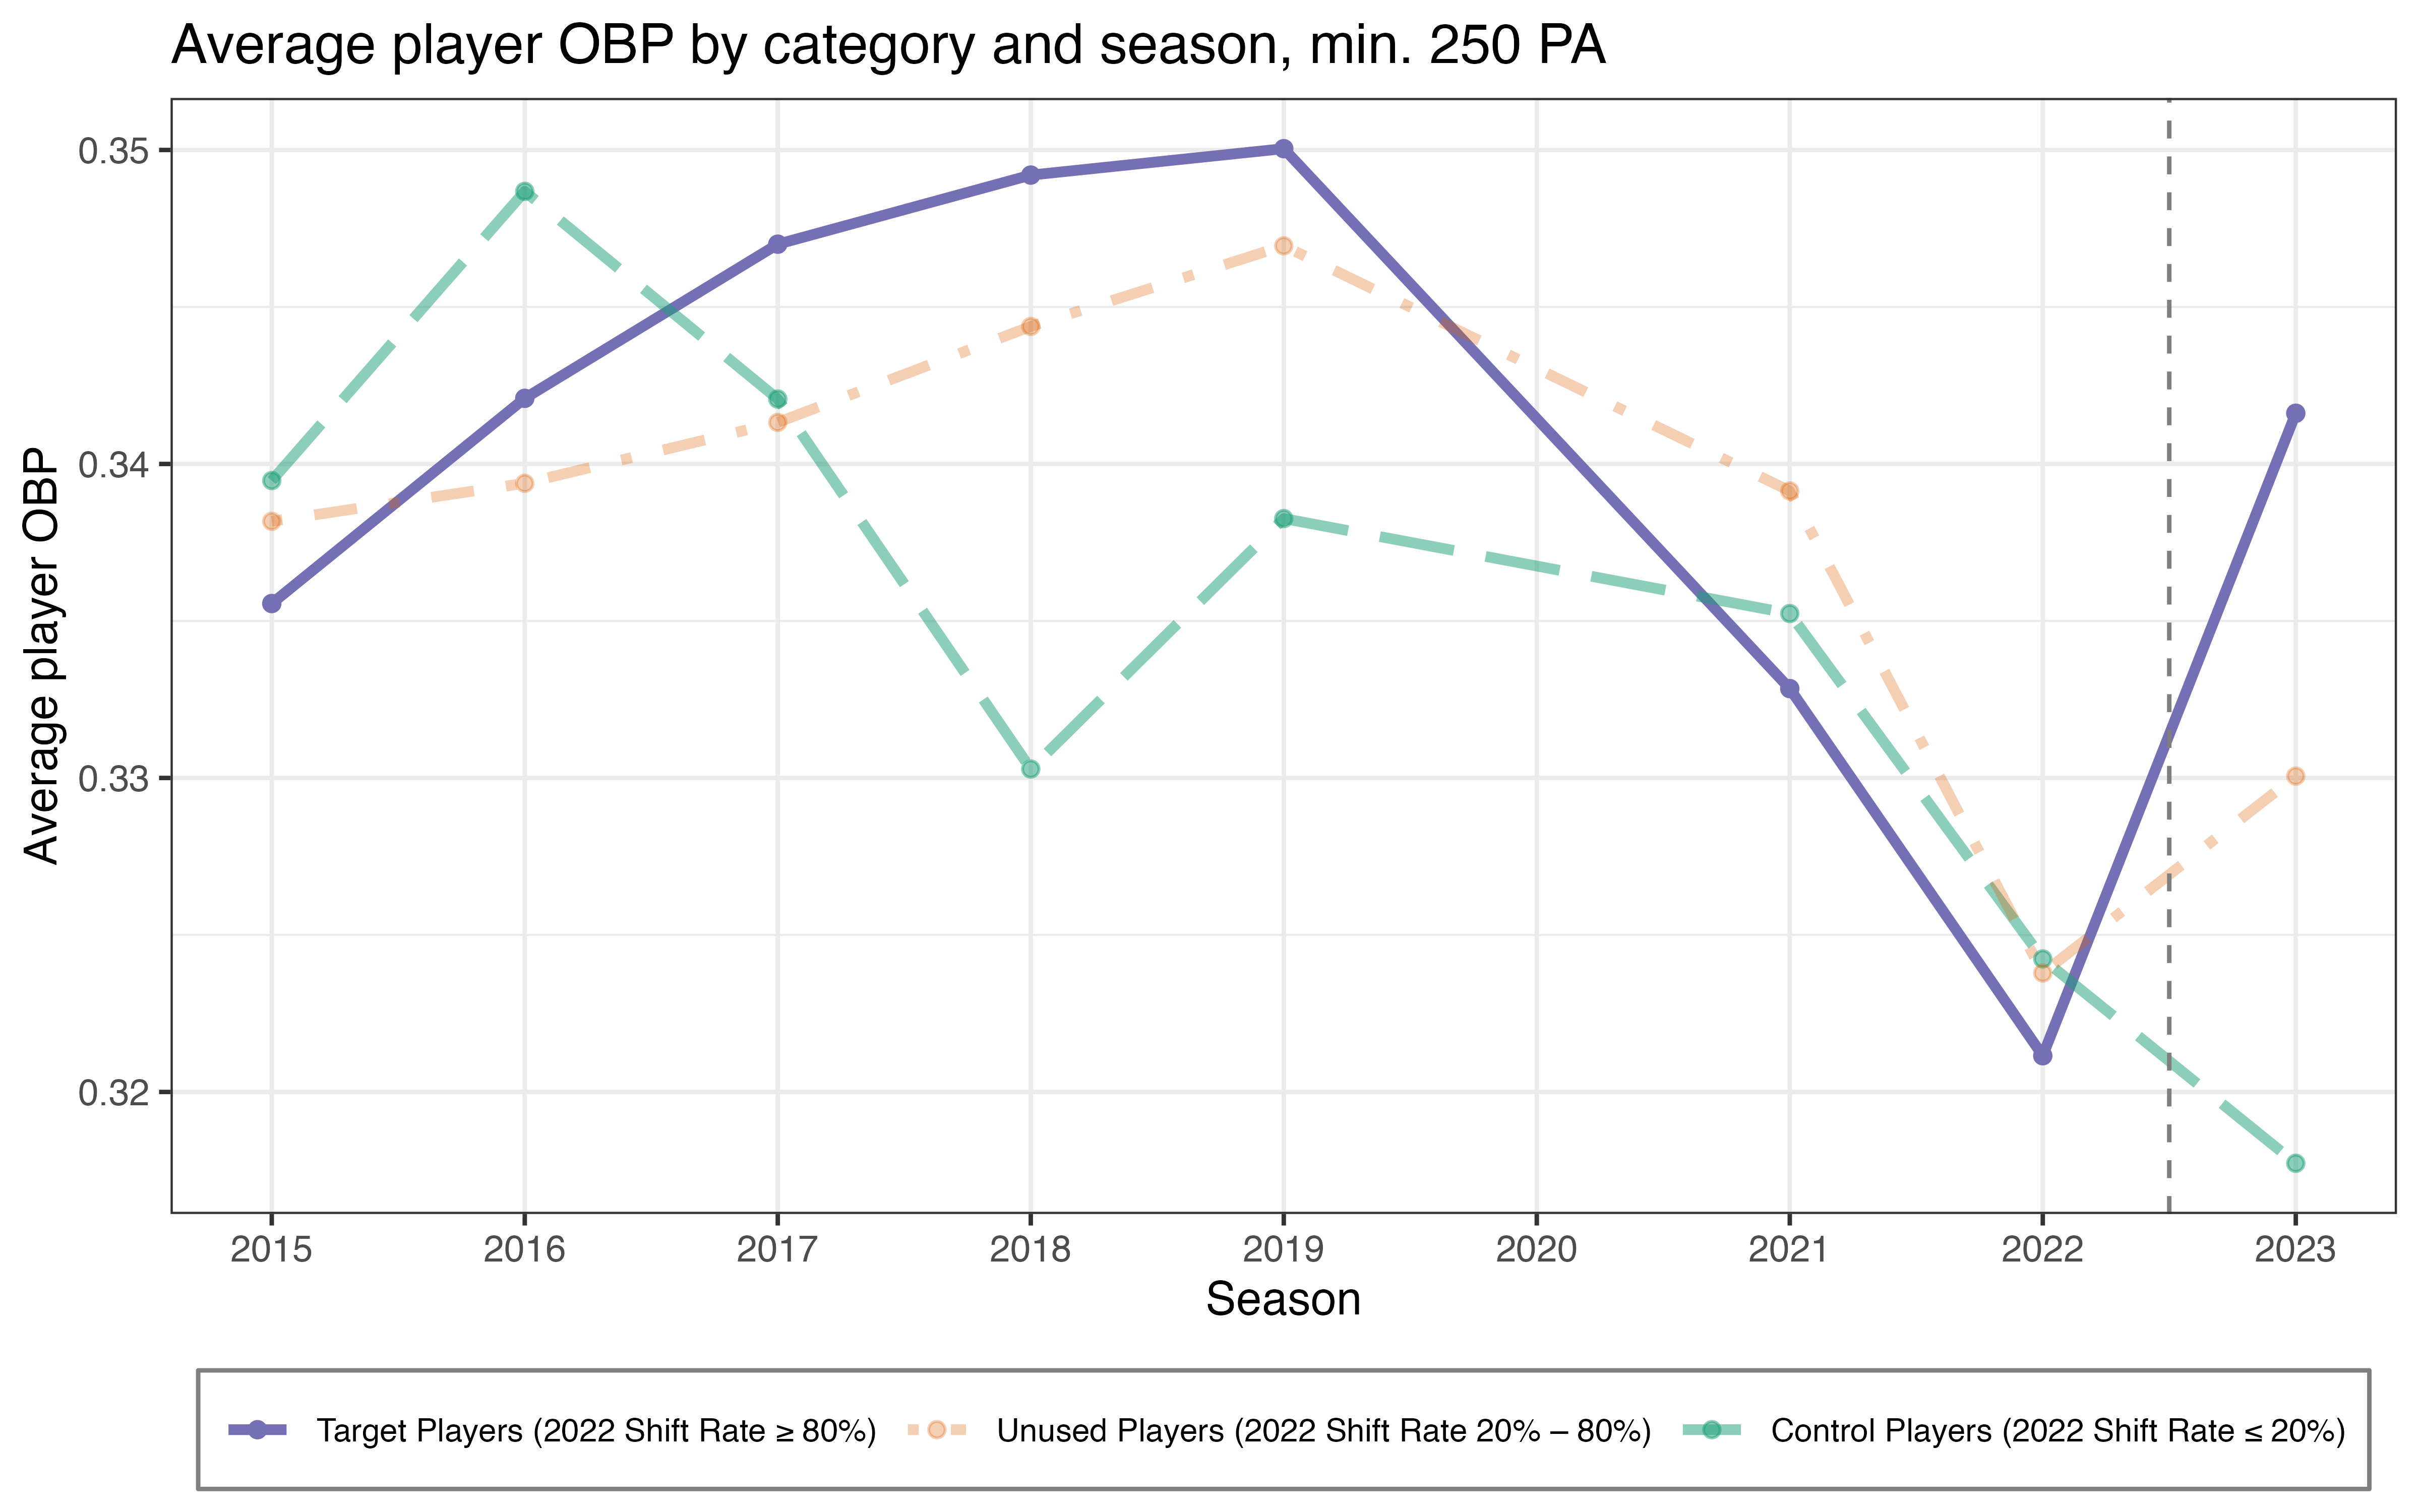 Average player OBP by category and season, min. 250 PA
Average player OBP
0.35
0.34
0.33
0.32
2015 2016 2017 2018 2019 2020 2021 2022 2023
Season
Target Players (2022 Shift Rate ≥ 80%) Unused Players (2022 Shift Rate 20% – 80%) Control Players (2022 Shift Rate ≤ 20%)